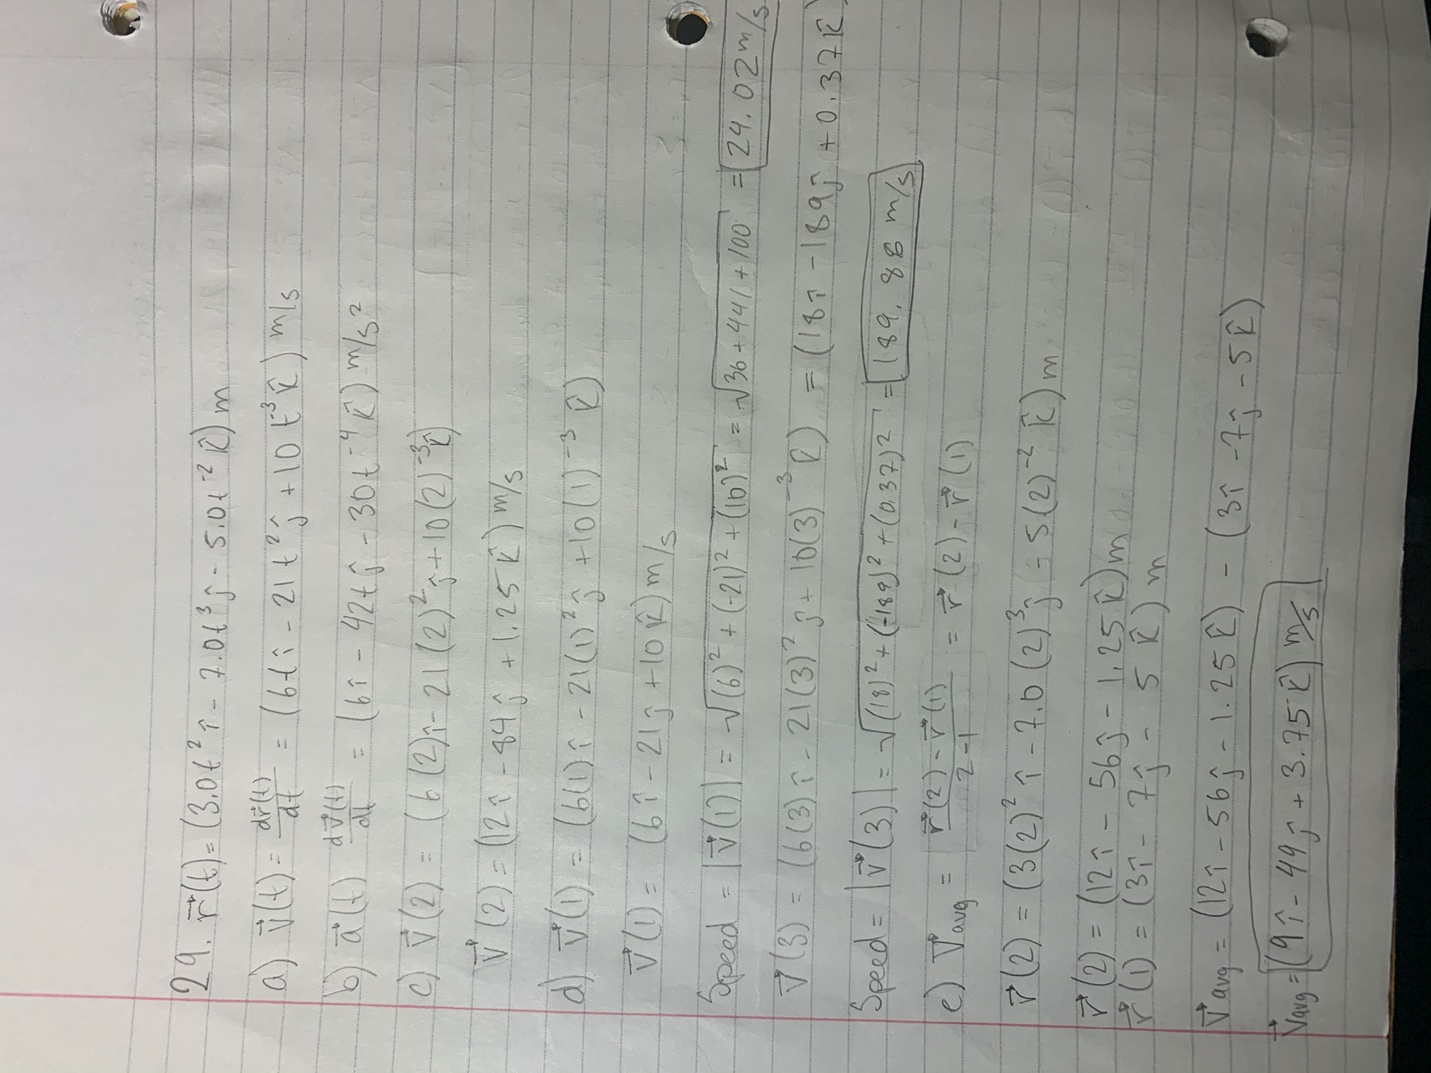 29. r⃗(t) = (3.0t² î - 7.0t³ ĵ - 5.0t⁻² k̂) m
a) v⃗(t) = dr⃗(t)/dt = (6t î - 21t² ĵ + 10t⁻³ k̂) m/s
b) a⃗(t) dv⃗(t)/dt = (6 î - 42t ĵ - 30t⁻⁴ k̂) m/s²
c) v⃗(2) = (6(2) î - 21(2)² ĵ + 10(2)⁻³ k̂)
v⃗(2) = (12 î - 84 ĵ + 1.25 k̂) m/s
d) v⃗(1) = (6(1) î - 21(1)² ĵ + 10(1)⁻³ k̂)
v⃗(1) = (6 î - 21 ĵ + 10 k̂) m/s
Speed = |v⃗(1)| = √(6)² + (-21)² + (10)² = √36 + 441 + 100 = 24.02 m/s
v⃗(3) = (6(3) î - 21(3)² ĵ + 10(3)⁻³ k̂) = (18 î - 189 ĵ + 0.37 k̂)
Speed = |v⃗(3)| = √(18)² + (-189)² + (0.37)² = 189.86 m/s
e) v⃗avg = r⃗(2) - r⃗(1)/2-1 = r⃗(2) - r⃗(1)
r⃗(2) = (3(2)² î - 7.0(2)³ ĵ - 5(2)⁻² k̂) m
r⃗(2) = (12 î - 56 ĵ - 1.25 k̂) m
r⃗(1) = (3 î - 7 ĵ - 5 k̂) m
v⃗avg = (12 î - 56 ĵ - 1.25 k̂) - (3 î - 7 ĵ - 5 k̂)
v⃗avg = (9 î - 49 ĵ + 3.75 k̂) m/s